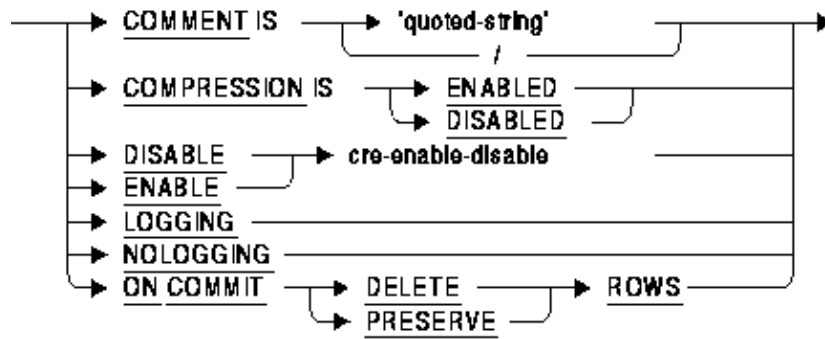 COMMENT IS 'quoted-string'
/
COMPRESSION IS ENABLED
DISABLED
DISABLE cre-enable-disable
ENABLE
LOGGING
NOLOGGING
ON COMMIT DELETE ROWS
PRESERVE